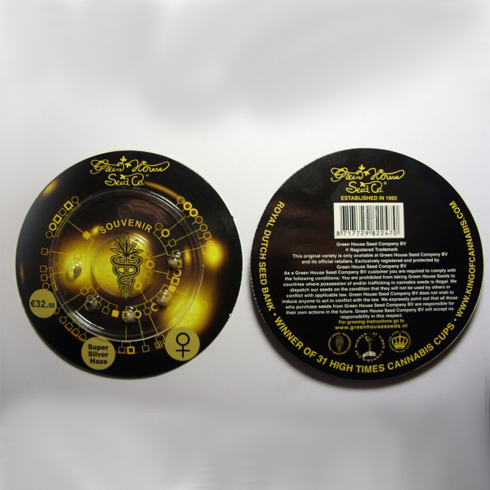 Green House
Seed Co.®
SOUVENIR
€32.50
Super
Silver
Haze
Green House
Seed Co.®
ESTABLISHED IN 1985
8 717729 822470
Green House Seed Company BV
® Registered Trademark
This original variety is only available at Green House Seed Company BV
and its official retailers. Exclusively registered and protected by
Green House Seed Company BV
As a Green House Seed Company BV customer you are required to comply with
the following conditions: You are prohibited from taking Green House Seeds to
countries where possession of and/or trafficking in cannabis seeds is illegal. We
dispatch our seeds on the condition that they will not be used by others in
conflict with applicable law. Green House Seed Company BV does not wish to
induce anyone to act in conflict with the law. We expressly point out that all those
who purchase seeds from Green House Seed Company BV are responsible for
their own actions in the future. Green House Seed Company BV will accept no
responsibility in this respect.
For growing instructions go to
www.greenhouseseeds.nl
ROYAL DUTCH SEED BANK • WINNER OF 31 HIGH TIMES CANNABIS CUPS • WWW.KINGOFCANNABIS.COM